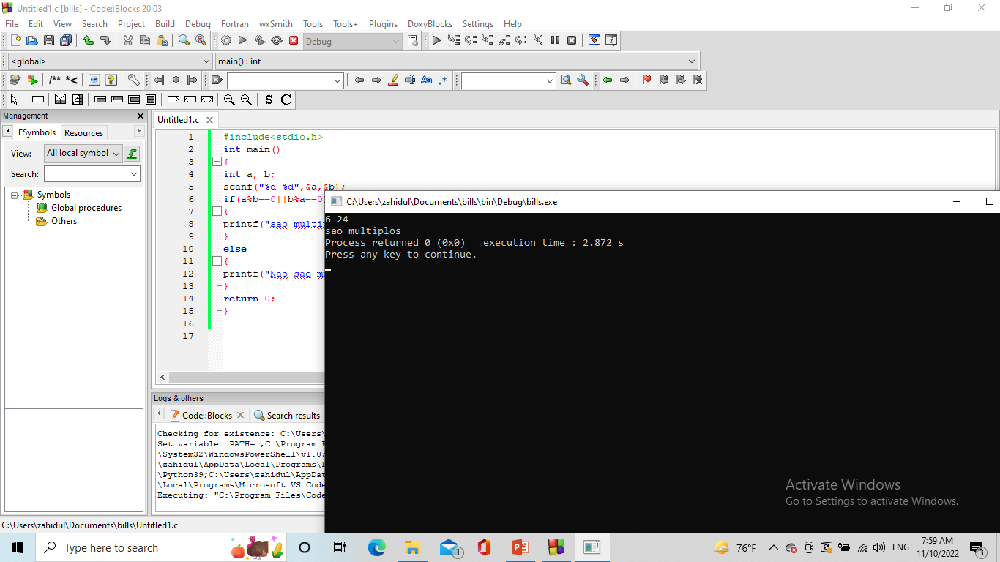 Untitled1.c [bills] - Code::Blocks 20.03
File Edit View Search Project Build Debug Fortran wxSmith Tools Tools+ Plugins DoxyBlocks Settings Help
Debug
<global>
main() : int
/** *<
Aa .*
S C
Management
Untitled1.c
FSymbols Resources
View: All local symbol
Search:
Symbols
Global procedures
Others
1 #include<stdio.h>
2 int main()
3 {
4 int a, b;
5 scanf("%d %d",&a,&b);
6 if(a%b==0||b%a==0
7 {
8 printf("sao multip
9 }
10 else
11 {
12 printf("Nao sao mu
13 }
14 return 0;
15 }
16
17
C:\Users\zahidul\Documents\bills\bin\Debug\bills.exe
6 24
sao multiplos
Process returned 0 (0x0)   execution time : 2.872 s
Press any key to continue.
Logs & others
Code::Blocks Search results
Checking for existence: C:\Users\
Set variable: PATH=.;C:\Program F
\System32\WindowsPowerShell\v1.0;
\zahidul\AppData\Local\Programs\P
\Python39;C:\Users\zahidul\AppDat
\Local\Programs\Microsoft VS Code
Executing: "C:\Program Files\Code
Activate Windows
Go to Settings to activate Windows.
C:\Users\zahidul\Documents\bills\Untitled1.c
Type here to search
1
76°F
ENG
7:59 AM
11/10/2022
3